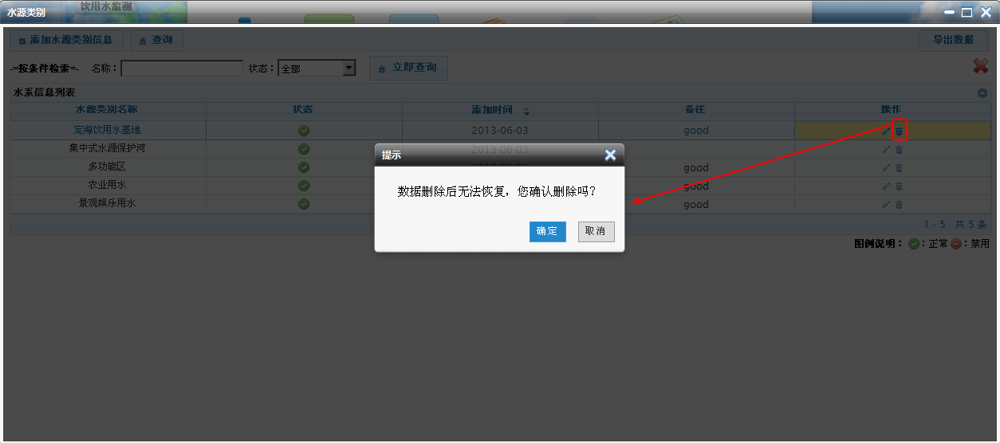 饮用水监测
水源类别
添加水源类别信息 查询 导出数据
-=按条件检索=- 名称： 状态： 全部 立即查询
水系信息列表
水源类别名称 状态 添加时间 备注 操作
定海饮用水基地 2013-06-03 good
集中式水源保护河 2013-06-03
多功能区 good
农业用水 good
景观娱乐用水 good
提示
数据删除后无法恢复，您确认删除吗？
确定 取消
1 - 5 共 5 条
图例说明： ：正常 ：禁用